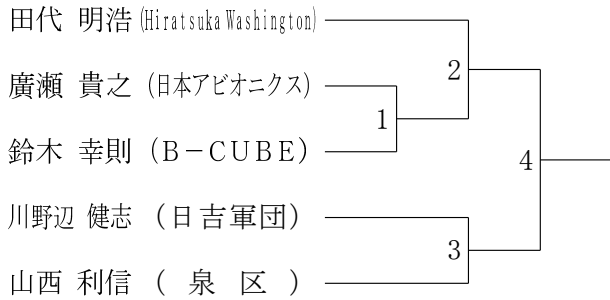 田代 明浩(Hiratsuka Washington)
2
廣瀬 貴之 (日本アビオニクス)
1
鈴木 幸則 (B－CUBE)
4
川野辺 健志 (日吉軍団)
3
山西 利信 (泉 区)